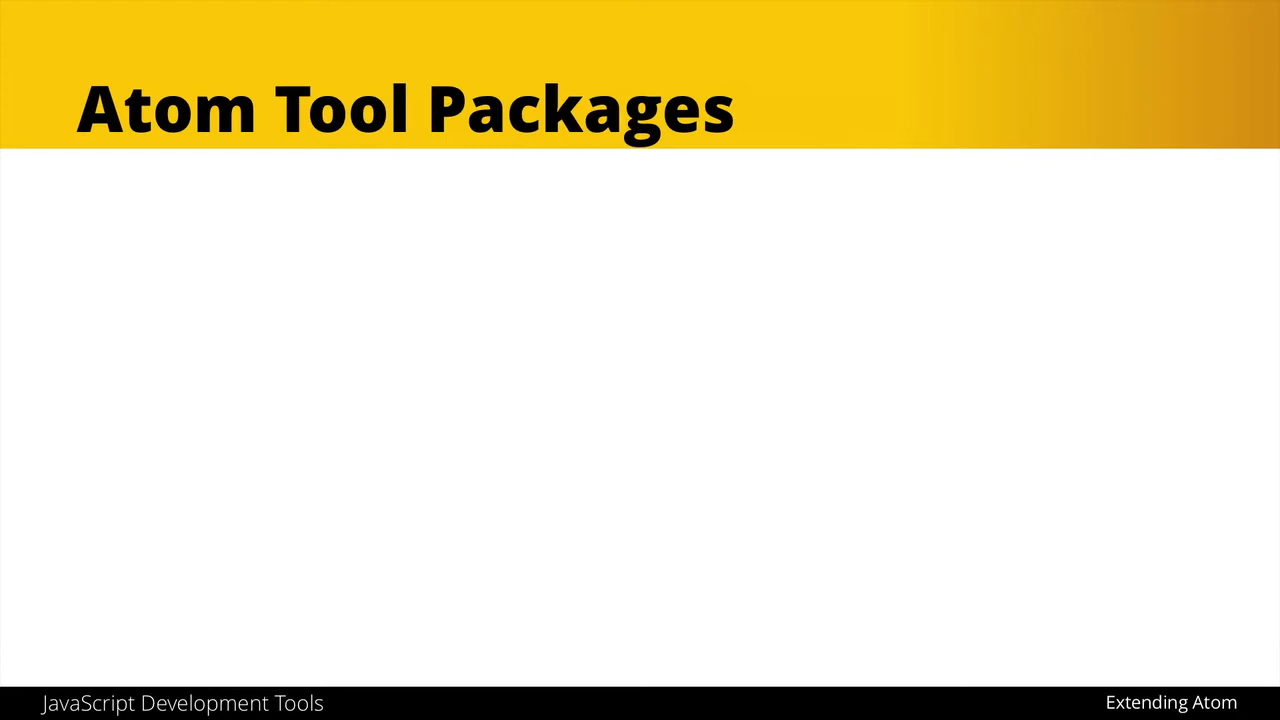 Atom Tool Packages
JavaScript Development Tools
Extending Atom